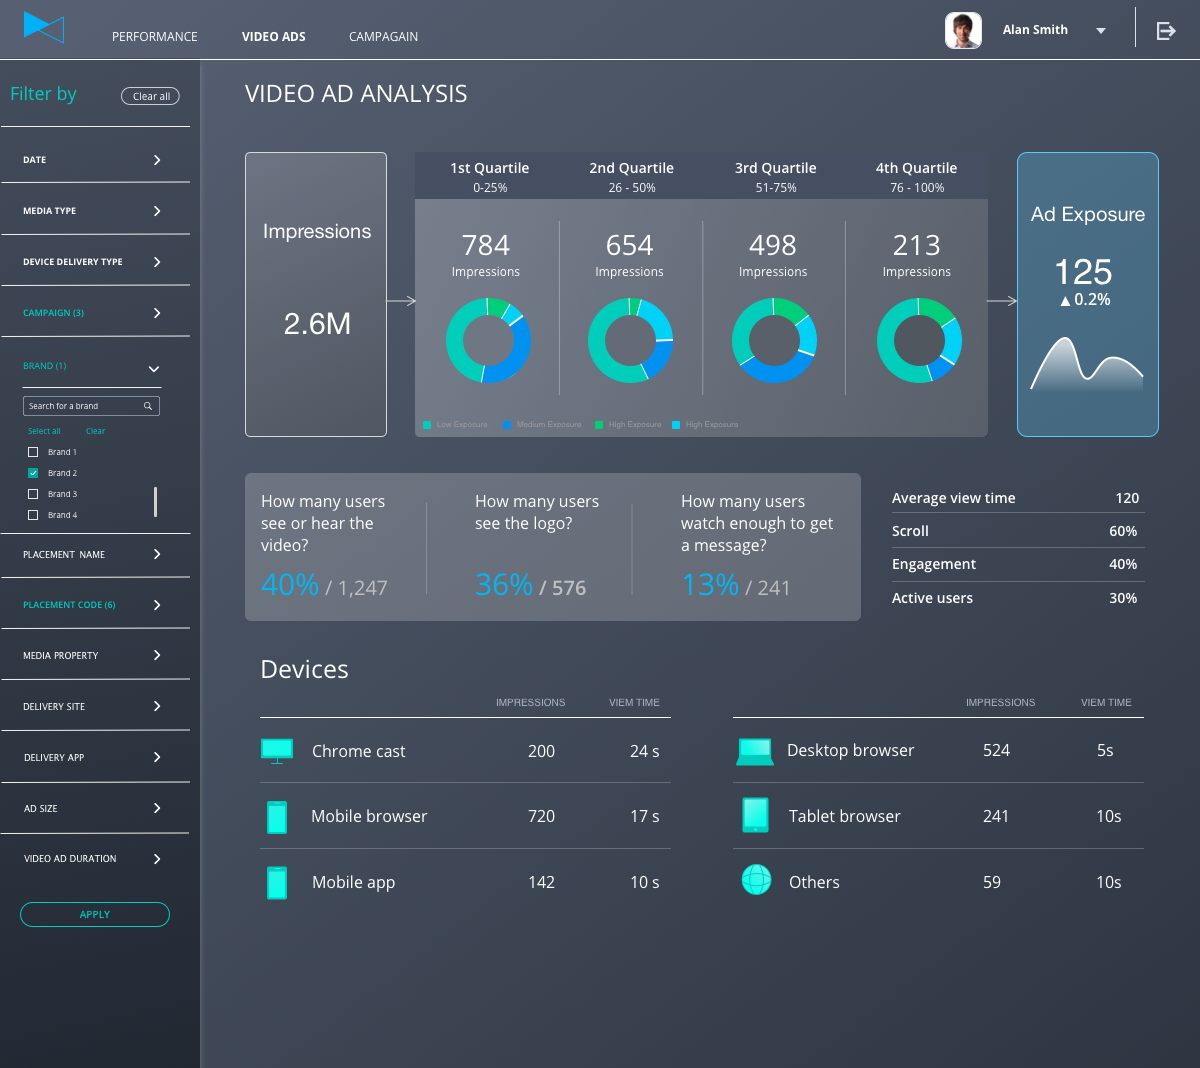 PERFORMANCE
VIDEO ADS
CAMPAGAIN
Alan Smith
Filter by
Clear all
DATE
MEDIA TYPE
DEVICE DELIVERY TYPE
CAMPAIGN (3)
BRAND (1)
Search for a brand
Select all
Clear
Brand 1
Brand 2
Brand 3
Brand 4
PLACEMENT NAME
PLACEMENT CODE (6)
MEDIA PROPERTY
DELIVERY SITE
DELIVERY APP
AD SIZE
VIDEO AD DURATION
APPLY
VIDEO AD ANALYSIS
Impressions
2.6M
1st Quartile
0-25%
2nd Quartile
26 - 50%
3rd Quartile
51-75%
4th Quartile
76 - 100%
784
Impressions
654
Impressions
498
Impressions
213
Impressions
Low Exposure
Medium Exposure
High Exposure
High Exposure
Ad Exposure
125
▲0.2%
How many users
see or hear the
video?
40% / 1,247
How many users
see the logo?
36% / 576
How many users
watch enough to get
a message?
13% / 241
Average view time 120
Scroll 60%
Engagement 40%
Active users 30%
Devices
IMPRESSIONS VIEM TIME
Chrome cast 200 24 s
Mobile browser 720 17 s
Mobile app 142 10 s
IMPRESSIONS VIEM TIME
Desktop browser 524 5s
Tablet browser 241 10s
Others 59 10s